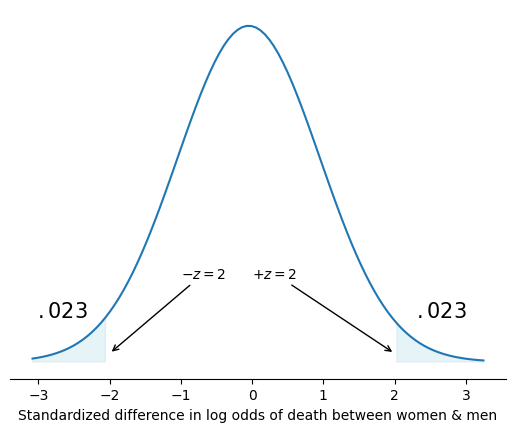 −z = 2 +z = 2
.023 .023
−3 −2 −1 0 1 2 3
Standardized difference in log odds of death between women & men